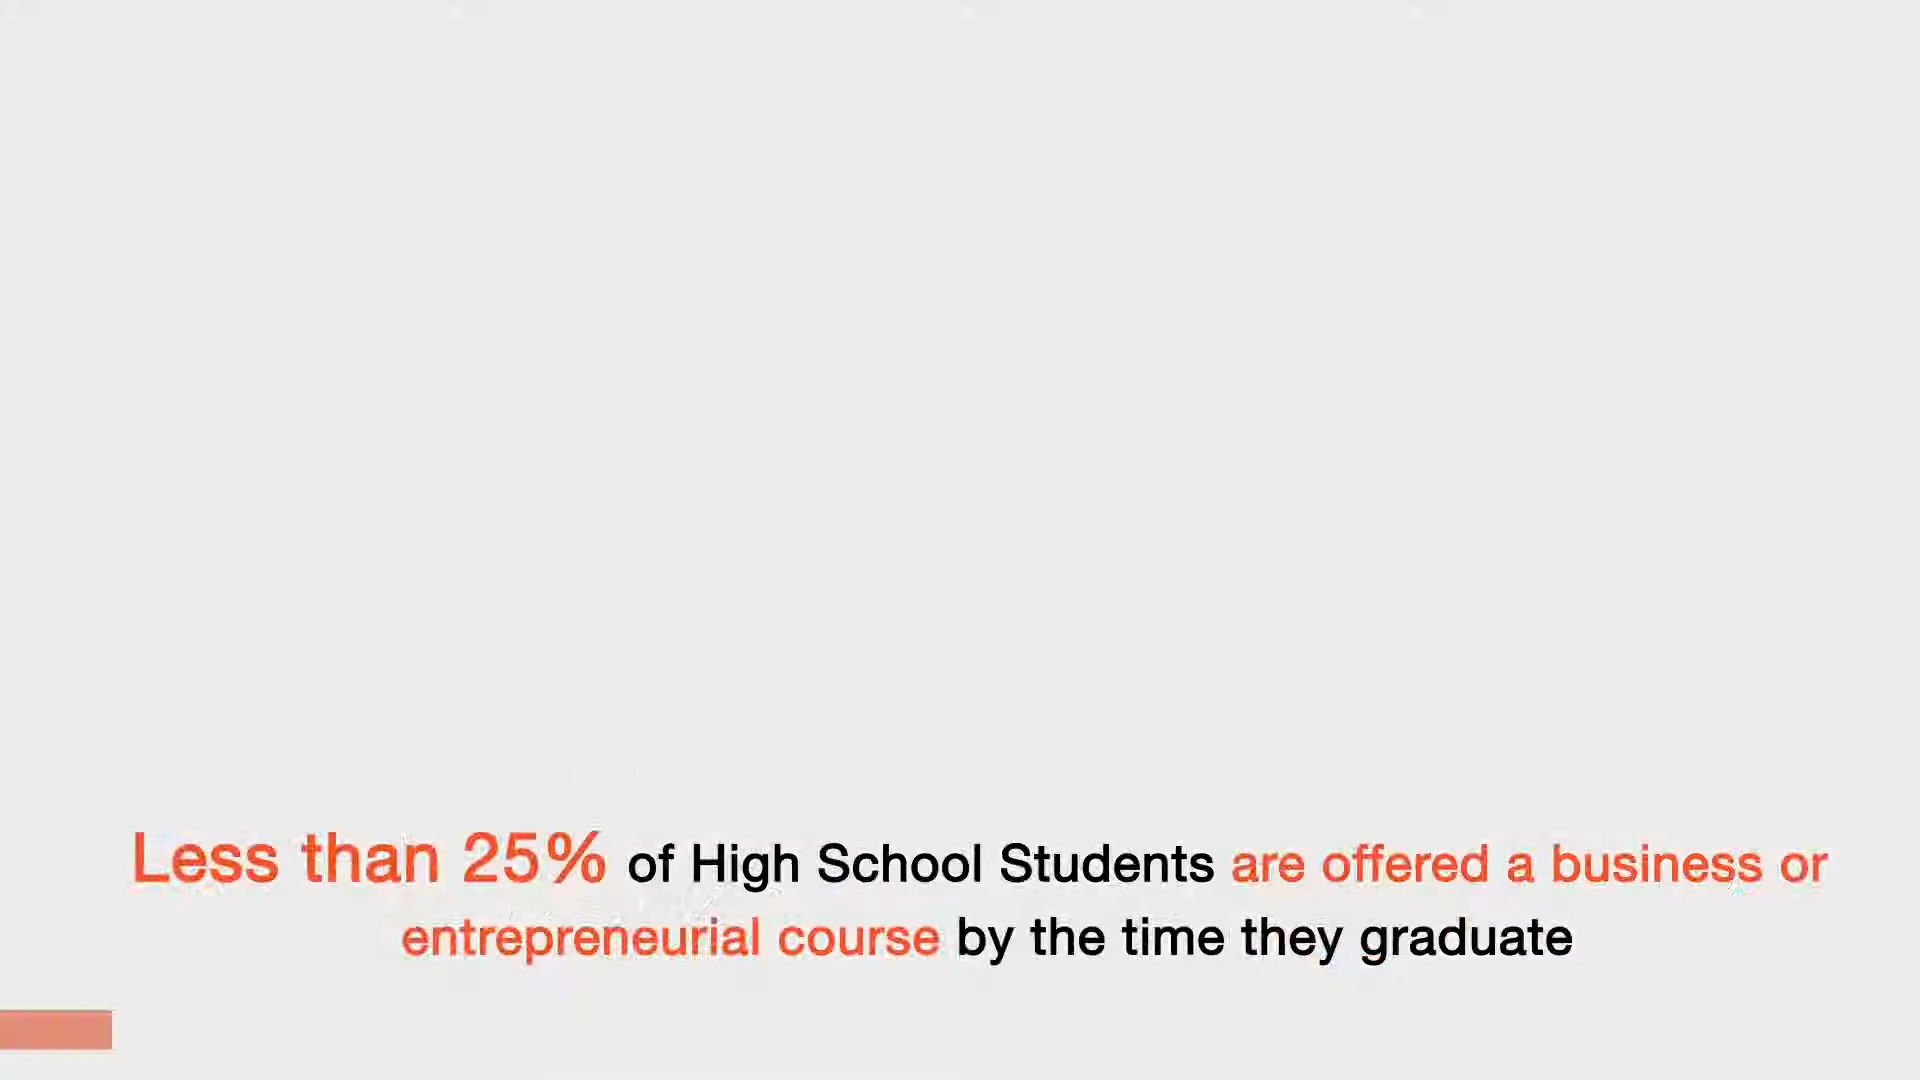 Less than 25% of High School Students are offered a business or
entrepreneurial course by the time they graduate